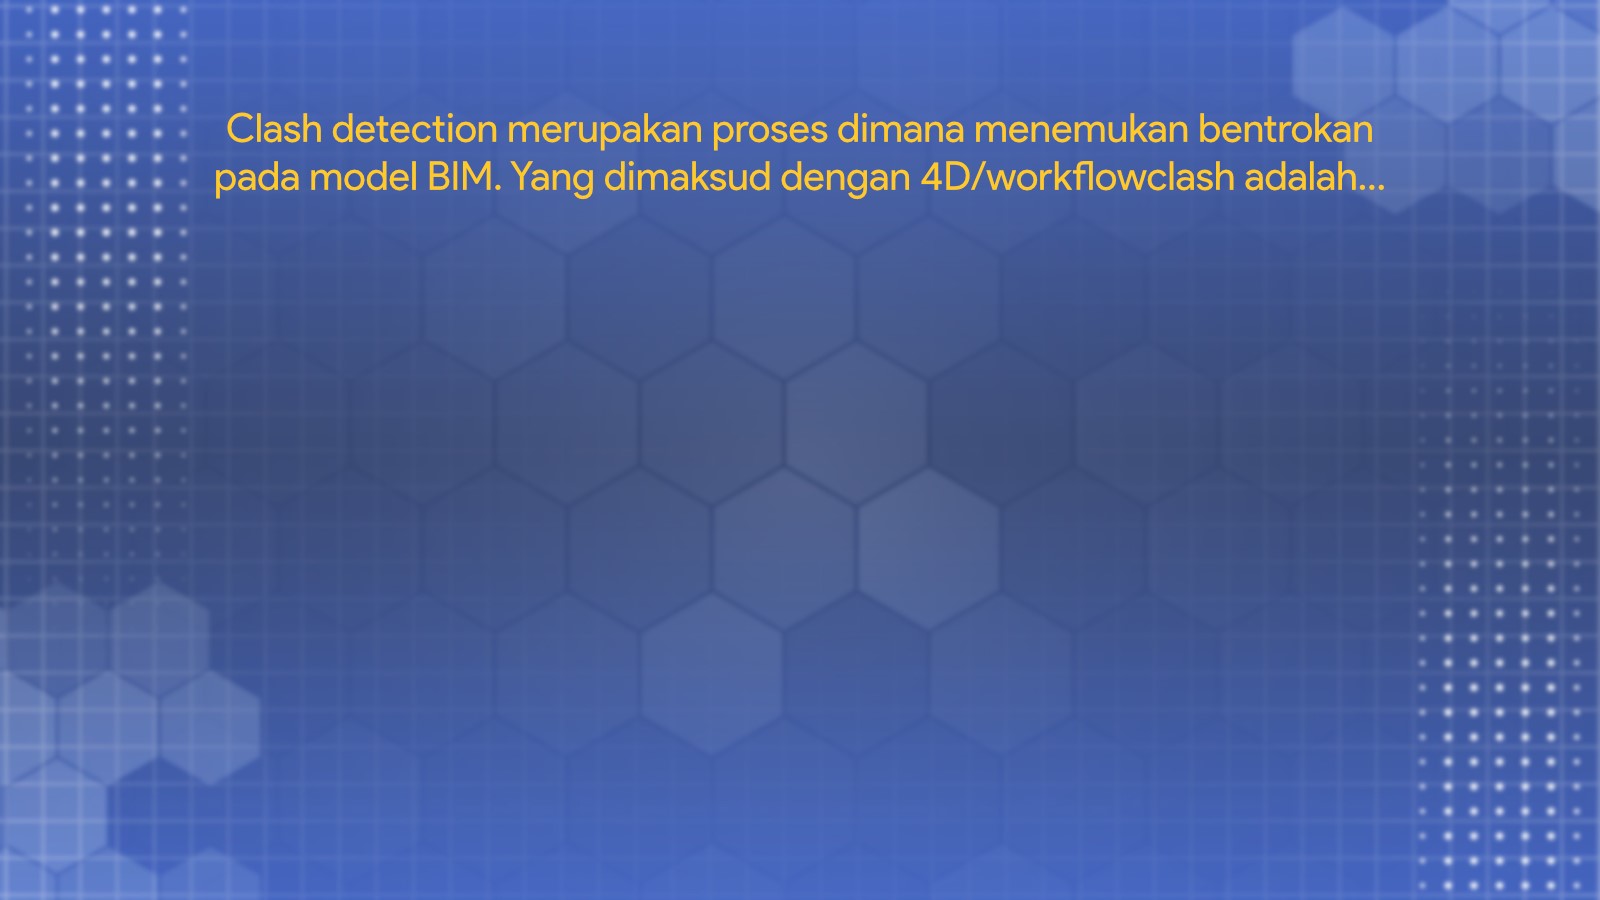 Clash detection merupakan proses dimana menemukan bentrokan
pada model BIM. Yang dimaksud dengan 4D/workflowclash adalah...